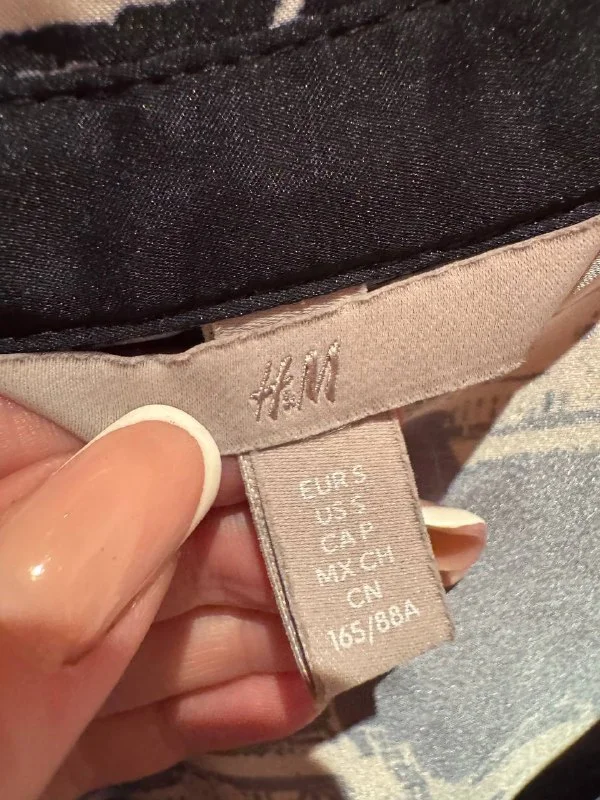 H&M
EUR S
US S
CA P
MX CH
CN
165/88A